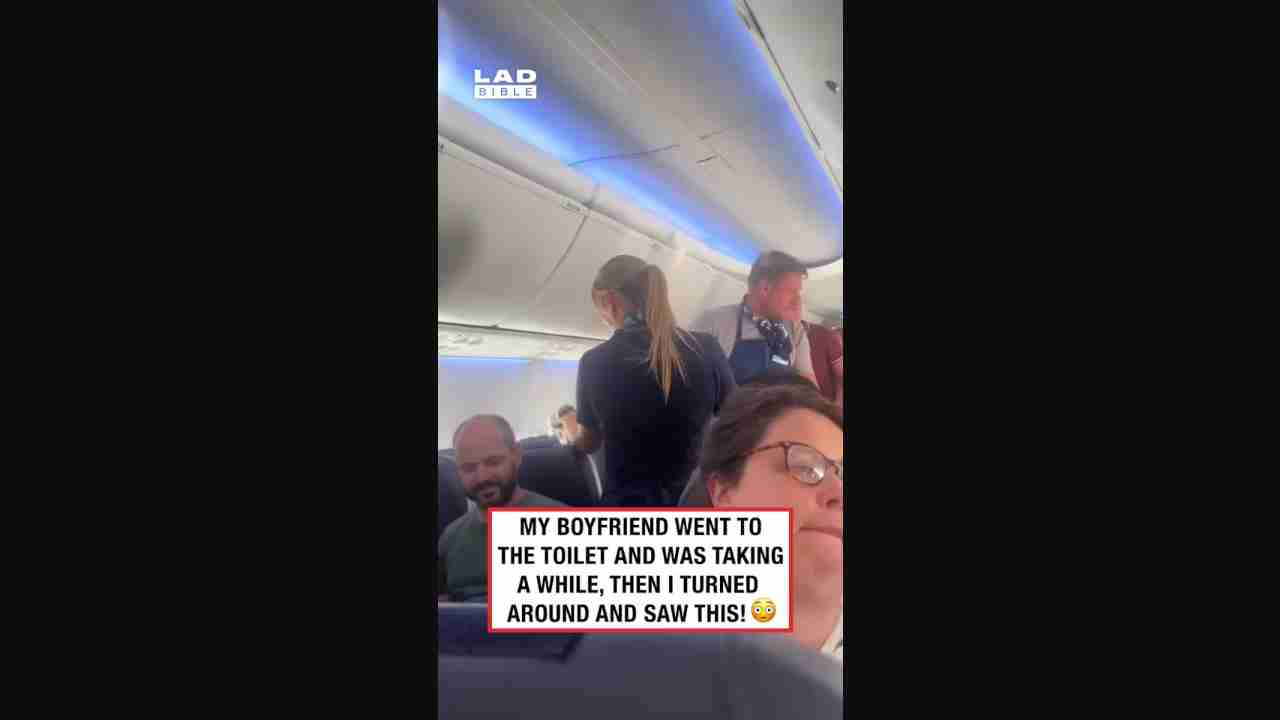 LAD
BIBLE
MY BOYFRIEND WENT TO
THE TOILET AND WAS TAKING
A WHILE, THEN I TURNED
AROUND AND SAW THIS! 😳